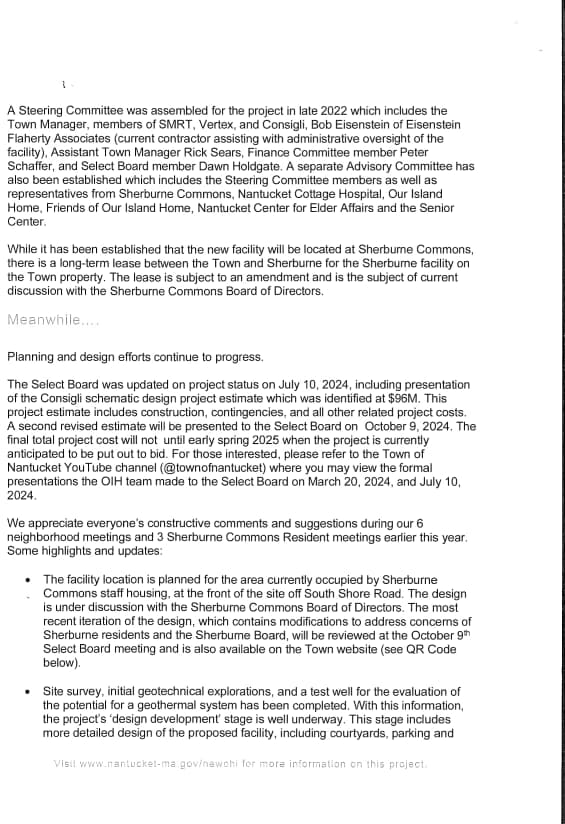 A Steering Committee was assembled for the project in late 2022 which includes the
Town Manager, members of SMRT, Vertex, and Consigli, Bob Eisenstein of Eisenstein
Flaherty Associates (current contractor assisting with administrative oversight of the
facility), Assistant Town Manager Rick Sears, Finance Committee member Peter
Schaffer, and Select Board member Dawn Holdgate. A separate Advisory Committee has
also been established which includes the Steering Committee members as well as
representatives from Sherburne Commons, Nantucket Cottage Hospital, Our Island
Home, Friends of Our Island Home, Nantucket Center for Elder Affairs and the Senior
Center.
While it has been established that the new facility will be located at Sherburne Commons,
there is a long-term lease between the Town and Sherburne for the Sherburne facility on
the Town property. The lease is subject to an amendment and is the subject of current
discussion with the Sherburne Commons Board of Directors.
Meanwhile....
Planning and design efforts continue to progress.
The Select Board was updated on project status on July 10, 2024, including presentation
of the Consigli schematic design project estimate which was identified at $96M. This
project estimate includes construction, contingencies, and all other related project costs.
A second revised estimate will be presented to the Select Board on October 9, 2024. The
final total project cost will not until early spring 2025 when the project is currently
anticipated to be put out to bid. For those interested, please refer to the Town of
Nantucket YouTube channel (@townofnantucket) where you may view the formal
presentations the OIH team made to the Select Board on March 20, 2024, and July 10,
2024.
We appreciate everyone's constructive comments and suggestions during our 6
neighborhood meetings and 3 Sherburne Commons Resident meetings earlier this year.
Some highlights and updates:
• The facility location is planned for the area currently occupied by Sherburne
Commons staff housing, at the front of the site off South Shore Road. The design
is under discussion with the Sherburne Commons Board of Directors. The most
recent iteration of the design, which contains modifications to address concerns of
Sherburne residents and the Sherburne Board, will be reviewed at the October 9th
Select Board meeting and is also available on the Town website (see QR Code
below).
• Site survey, initial geotechnical explorations, and a test well for the evaluation of
the potential for a geothermal system has been completed. With this information,
the project's 'design development' stage is well underway. This stage includes
more detailed design of the proposed facility, including courtyards, parking and
Visit www.nantucket-ma.gov/newohi for more information on this project.